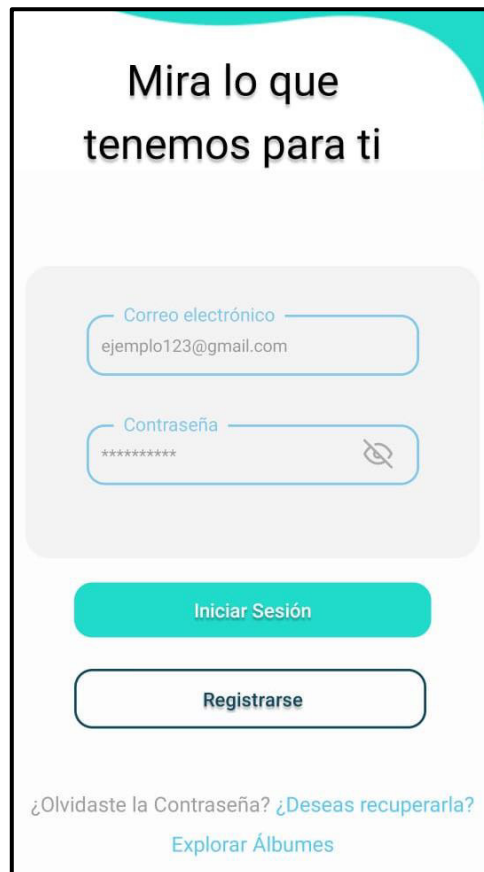 Mira lo que
tenemos para ti
Correo electrónico
ejemplo123@gmail.com
Contraseña
**********
Iniciar Sesión
Registrarse
¿Olvidaste la Contraseña? ¿Deseas recuperarla?
Explorar Álbumes